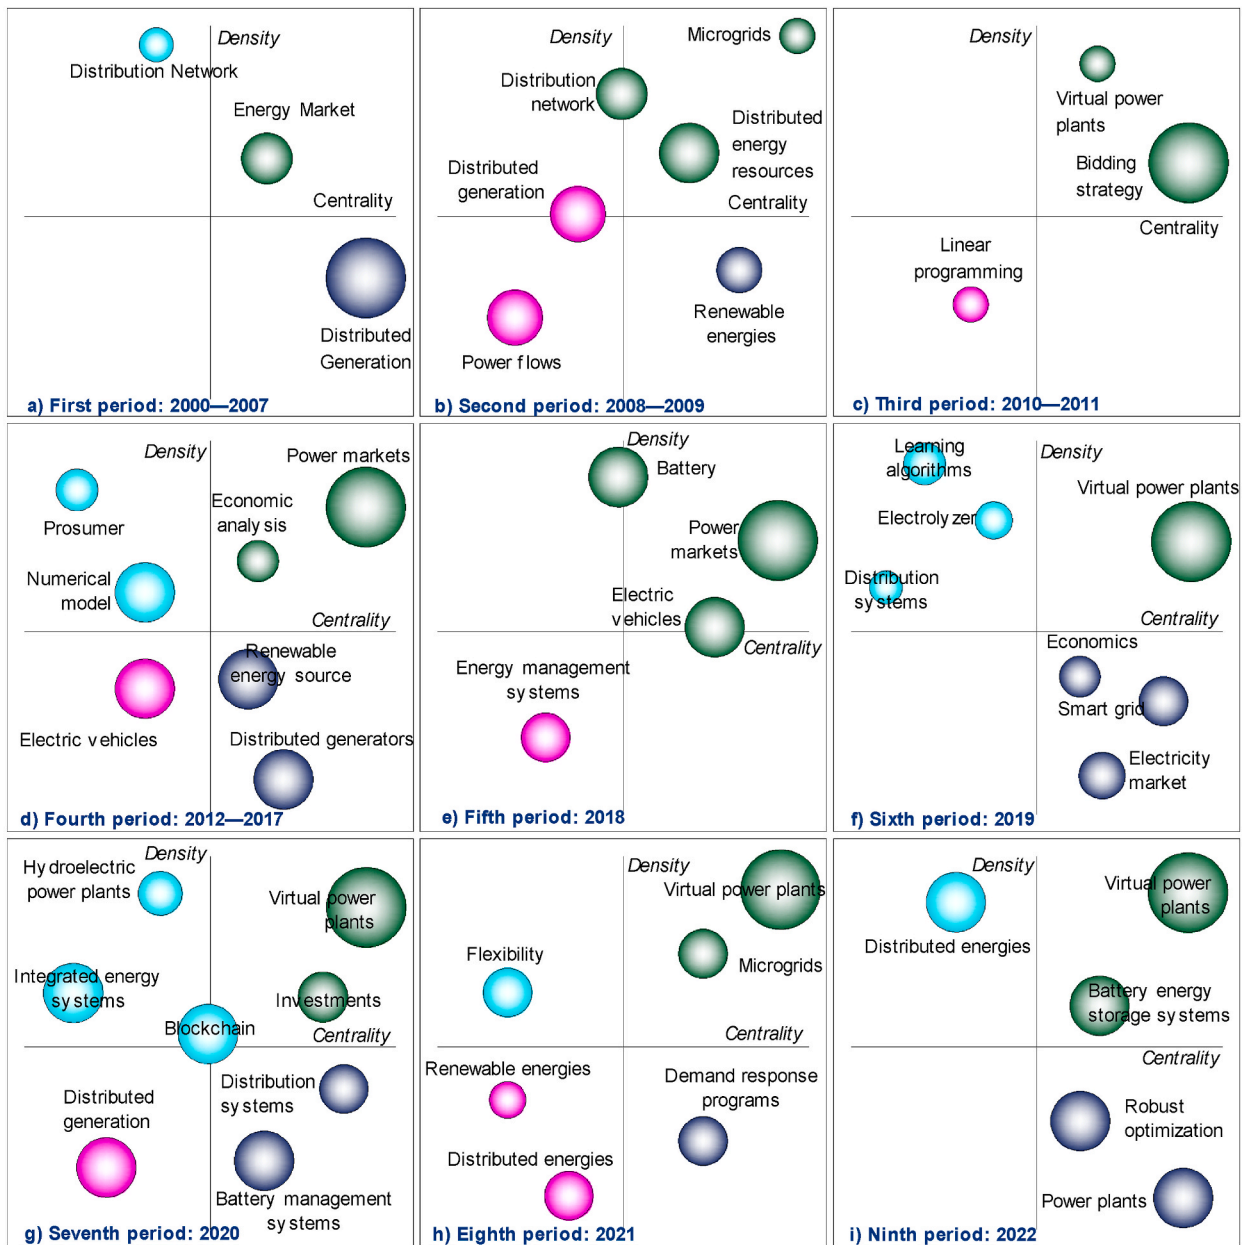 Density
Distribution Network
Energy Market
Centrality
Distributed
Generation
a) First period: 2000—2007
Density
Microgrids
Distribution
network
Distributed
energy
resources
Distributed
generation
Centrality
Renewable
energies
Power flows
b) Second period: 2008—2009
Density
Virtual power
plants
Bidding
strategy
Centrality
Linear
programming
c) Third period: 2010—2011
Density
Power markets
Economic
analysis
Prosumer
Numerical
model
Centrality
Renewable
energy source
Electric vehicles
Distributed generators
d) Fourth period: 2012—2017
Density
Battery
Power
markets
Electric
vehicles
Centrality
Energy management
systems
e) Fifth period: 2018
Learning
algorithms
Density
Virtual power plants
Electrolyzer
Distribution
systems
Centrality
Economics
Smart grid
Electricity
market
f) Sixth period: 2019
Density
Hydroelectric
power plants
Virtual power
plants
Integrated energy
systems
Investments
Blockchain
Centrality
Distribution
systems
Distributed
generation
Battery management
systems
g) Seventh period: 2020
Density
Virtual power plants
Flexibility
Microgrids
Centrality
Renewable energies
Demand response
programs
Distributed energies
h) Eighth period: 2021
Density
Virtual power
plants
Distributed energies
Battery energy
storage systems
Centrality
Robust
optimization
Power plants
i) Ninth period: 2022